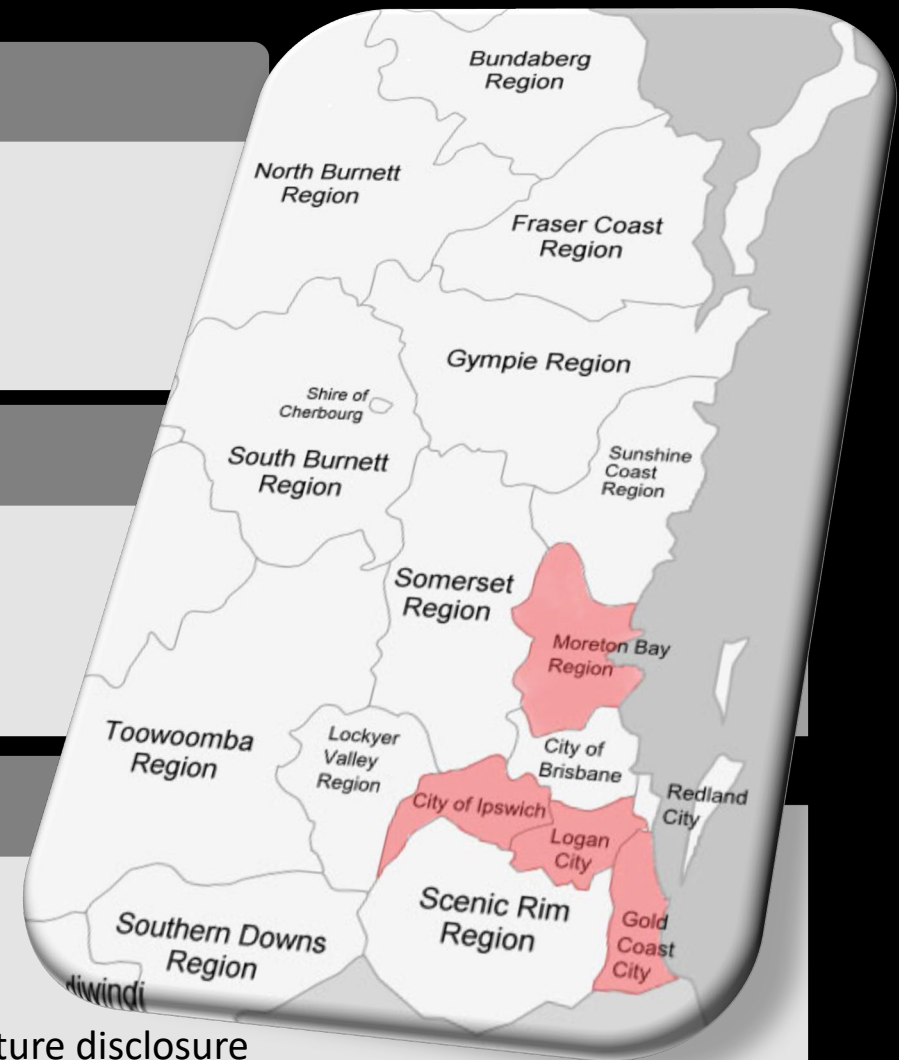 Bundaberg
Region
North Burnett
Region
Fraser Coast
Region
Gympie Region
Shire of
Cherbourg
South Burnett
Region
Sunshine
Coast
Region
Somerset
Region
Moreton Bay
Region
Toowoomba
Region
Lockyer
Valley
Region
City of
Brisbane
Redland
City
City of Ipswich
Logan
City
Scenic Rim
Region
Gold
Coast
City
Southern Downs
Region
diwindi
ture disclosure